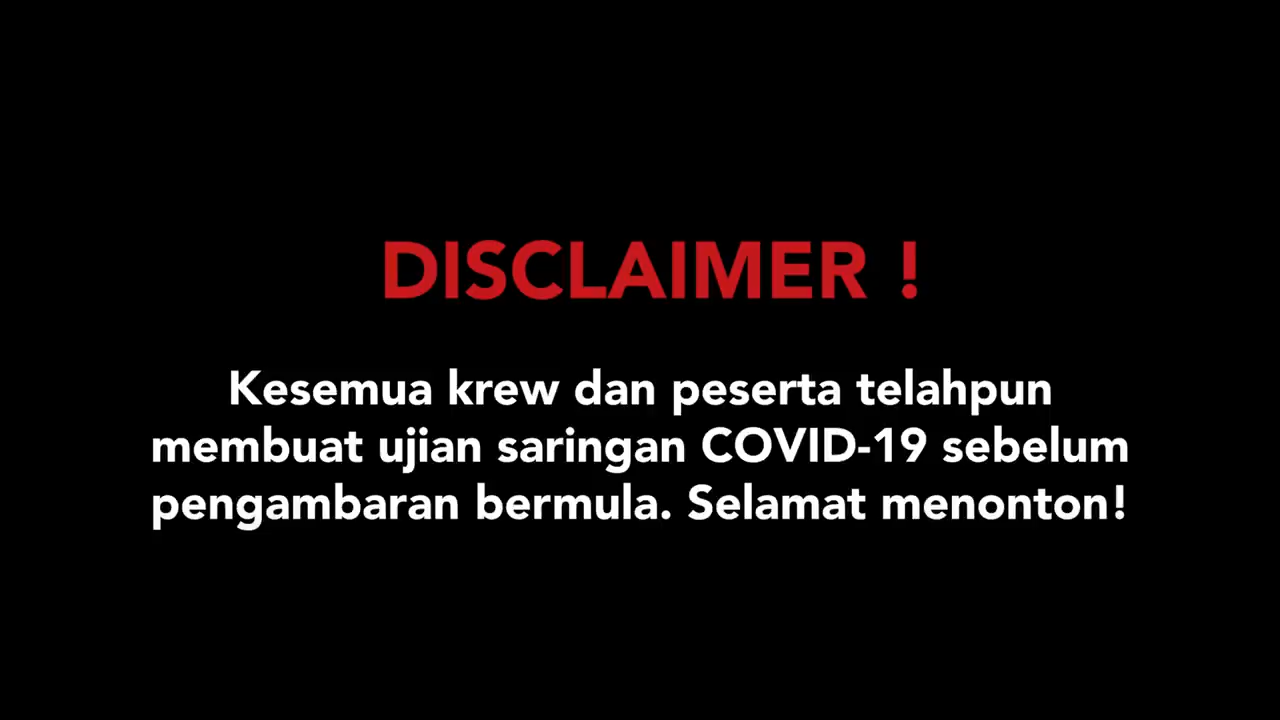 DISCLAIMER !
Kesemua krew dan peserta telahpun
membuat ujian saringan COVID-19 sebelum
pengambaran bermula. Selamat menonton!